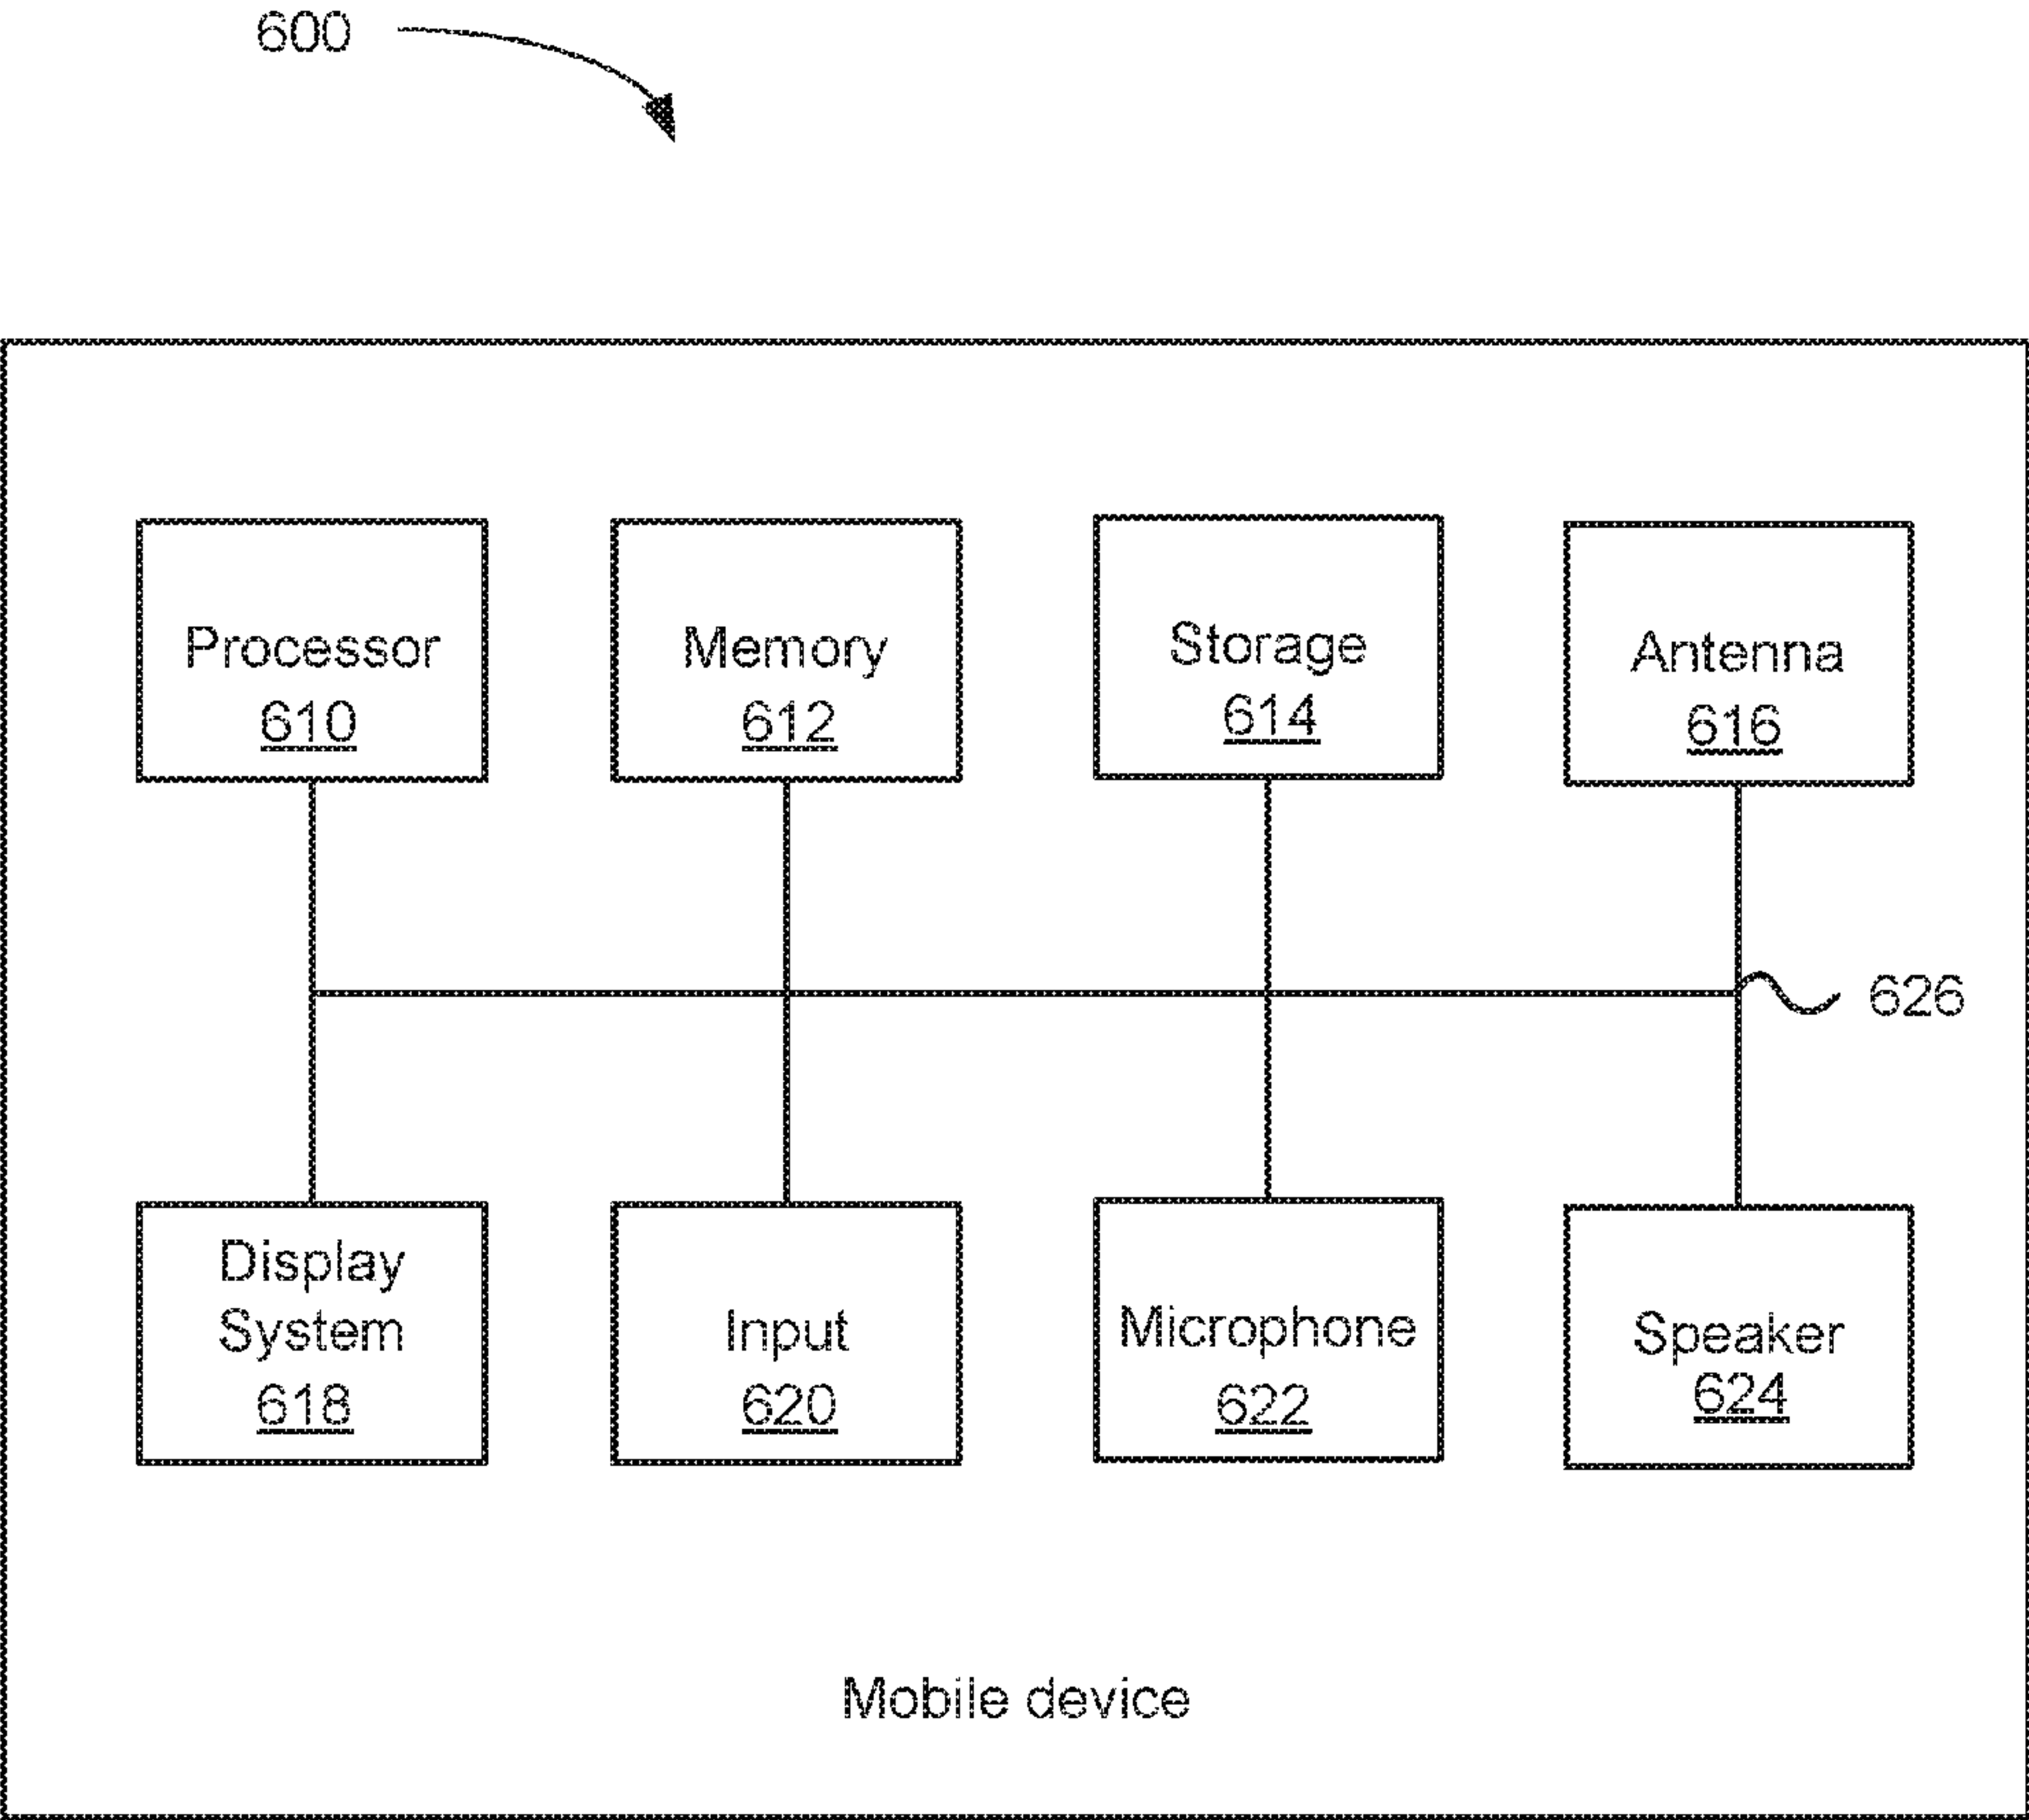 600
Processor
610
Memory
612
Storage
614
Antenna
616
626
Display
System
618
Input
620
Microphone
622
Speaker
624
Mobile device